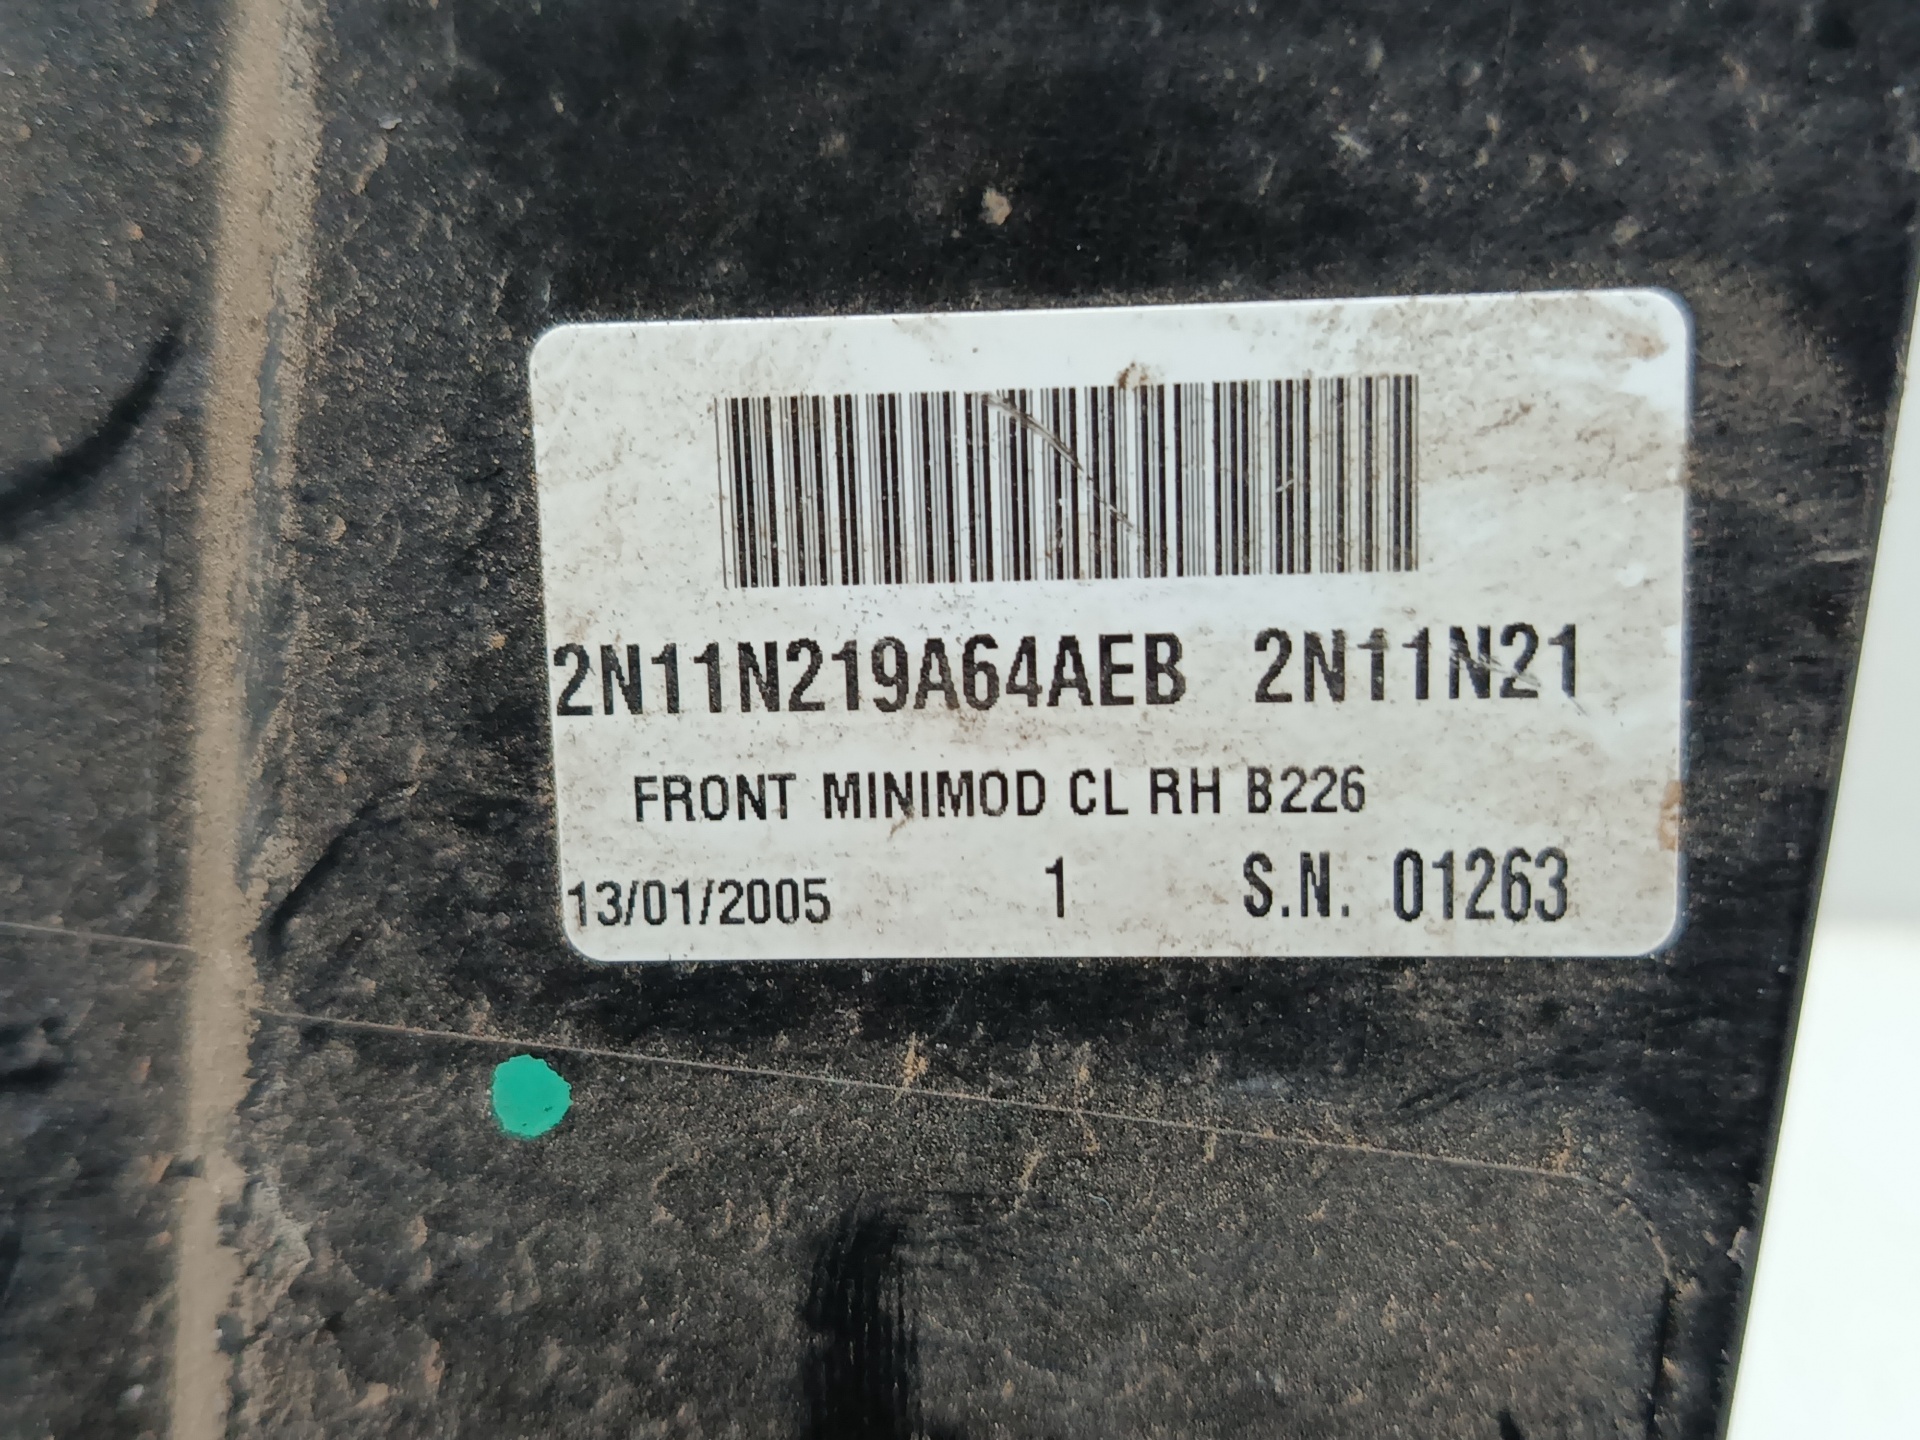 2N11N219A64AEB 2N11N21
FRONT MINIMOD CL RH B226
13/01/2005 1 S.N. 01263